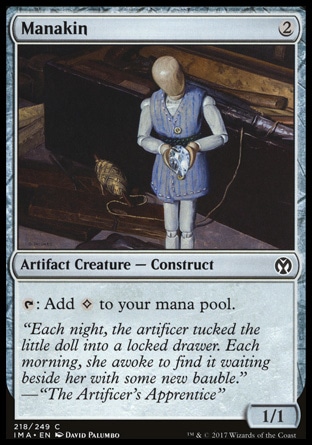 Manakin 2
Artifact Creature — Construct
: Add to your mana pool.
“Each night, the artificer tucked the
little doll into a locked drawer. Each
morning, she awoke to find it waiting
beside her with some new bauble.”
—“The Artificer’s Apprentice”
1/1
218/249 C
IMA • EN DAVID PALUMBO ™ & © 2017 Wizards of the Coast